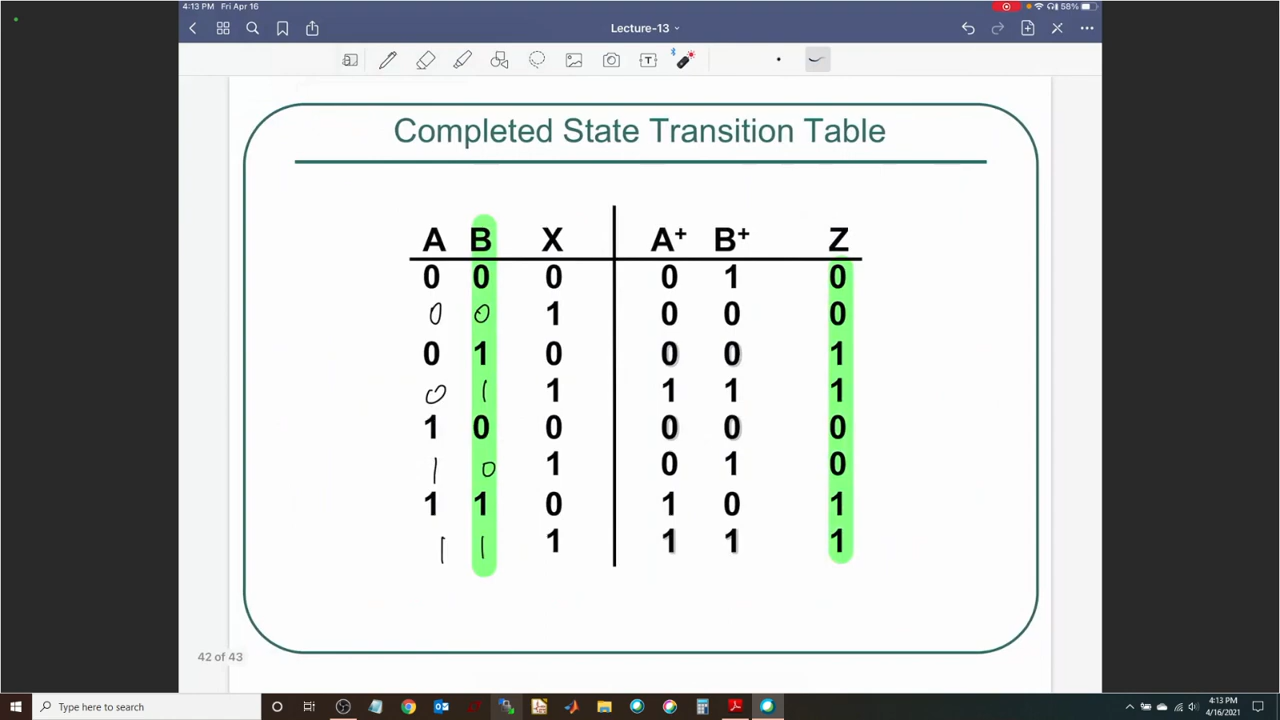 4:13 PM Fri Apr 16 58%
Lecture-13
T
Completed State Transition Table
A B X A+ B+ Z
0 0 0 0 1 0
0 0 1 0 0 0
0 1 0 0 0 1
0 1 1 1 1 1
1 0 0 0 0 0
1 0 1 0 1 0
1 1 0 1 0 1
1 1 1 1 1 1
42 of 43
Type here to search
4:13 PM
4/16/2021